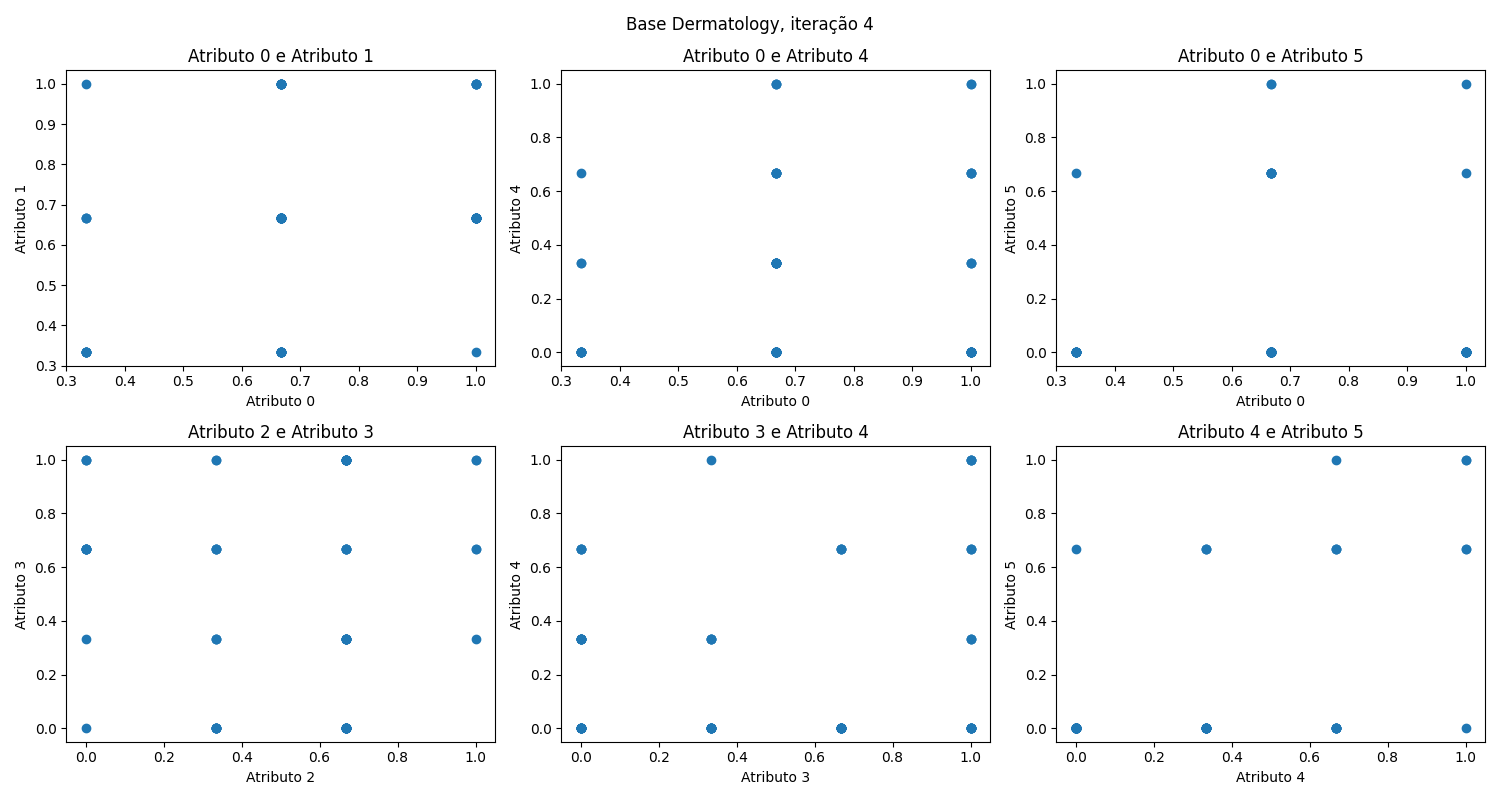 Base Dermatology, iteração 4
Atributo 0 e Atributo 1
1.0
0.9
0.8
0.7
0.6
0.5
0.4
0.3
Atributo 1
0.3 0.4 0.5 0.6 0.7 0.8 0.9 1.0
Atributo 0
Atributo 0 e Atributo 4
1.0
0.8
0.6
0.4
0.2
0.0
Atributo 4
0.3 0.4 0.5 0.6 0.7 0.8 0.9 1.0
Atributo 0
Atributo 0 e Atributo 5
1.0
0.8
0.6
0.4
0.2
0.0
Atributo 5
0.3 0.4 0.5 0.6 0.7 0.8 0.9 1.0
Atributo 0
Atributo 2 e Atributo 3
1.0
0.8
0.6
0.4
0.2
0.0
Atributo 3
0.0 0.2 0.4 0.6 0.8 1.0
Atributo 2
Atributo 3 e Atributo 4
1.0
0.8
0.6
0.4
0.2
0.0
Atributo 4
0.0 0.2 0.4 0.6 0.8 1.0
Atributo 3
Atributo 4 e Atributo 5
1.0
0.8
0.6
0.4
0.2
0.0
Atributo 5
0.0 0.2 0.4 0.6 0.8 1.0
Atributo 4